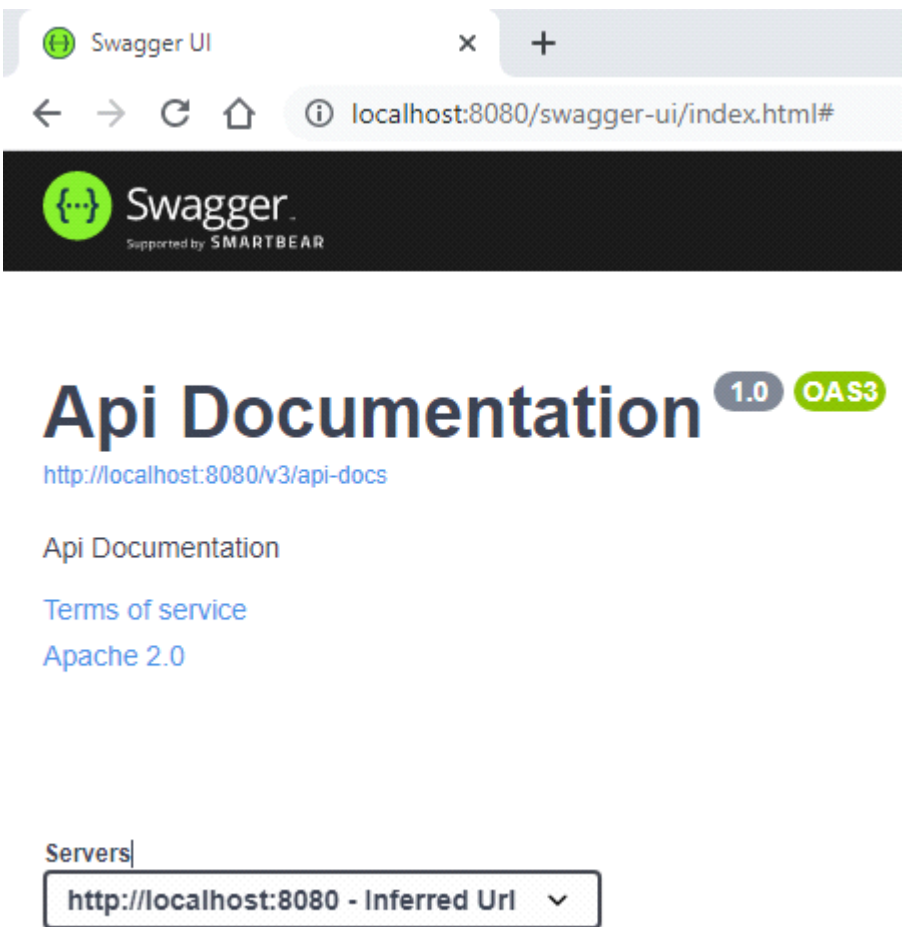 Swagger UI
localhost:8080/swagger-ui/index.html#
{...} Swagger.
Supported by SMARTBEAR
Api Documentation 1.0 OAS3
http://localhost:8080/v3/api-docs
Api Documentation
Terms of service
Apache 2.0
Servers
http://localhost:8080 - Inferred Url